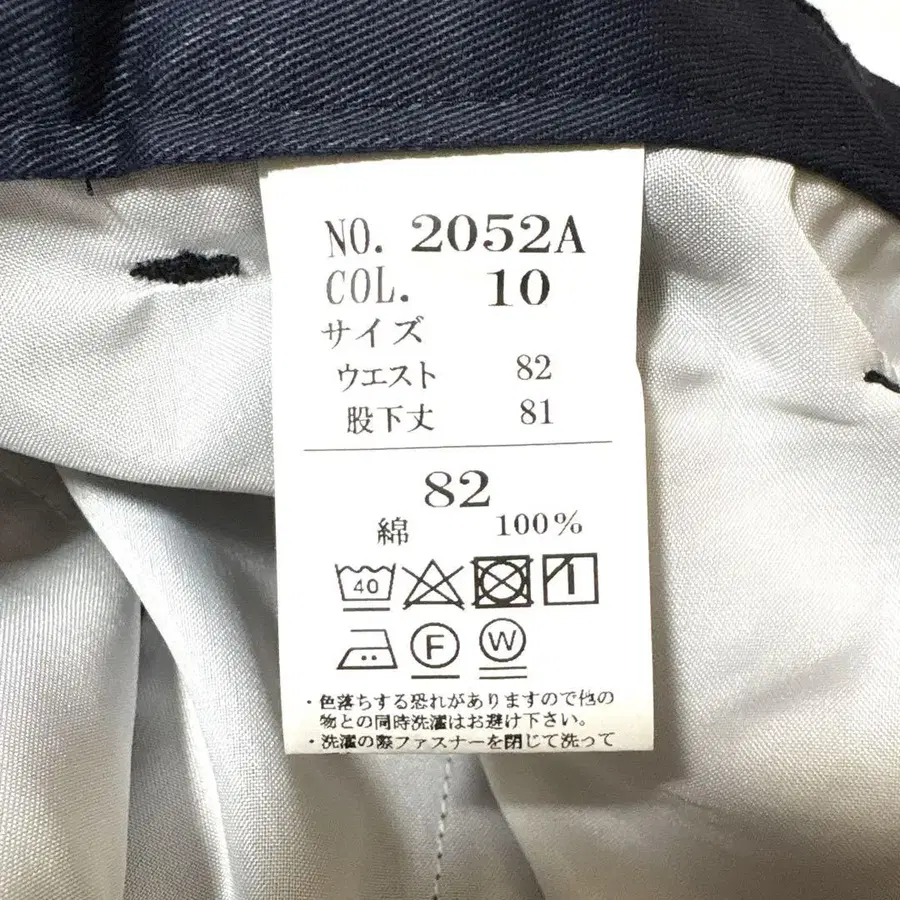 NO. 2052A
COL. 10
サイズ
ウエスト 82
股下丈 81
82
綿 100%
40
F W
・色落ちする恐れがありますので他の
物との同時洗濯はお避け下さい。
・洗濯の際ファスナーを閉じて洗って